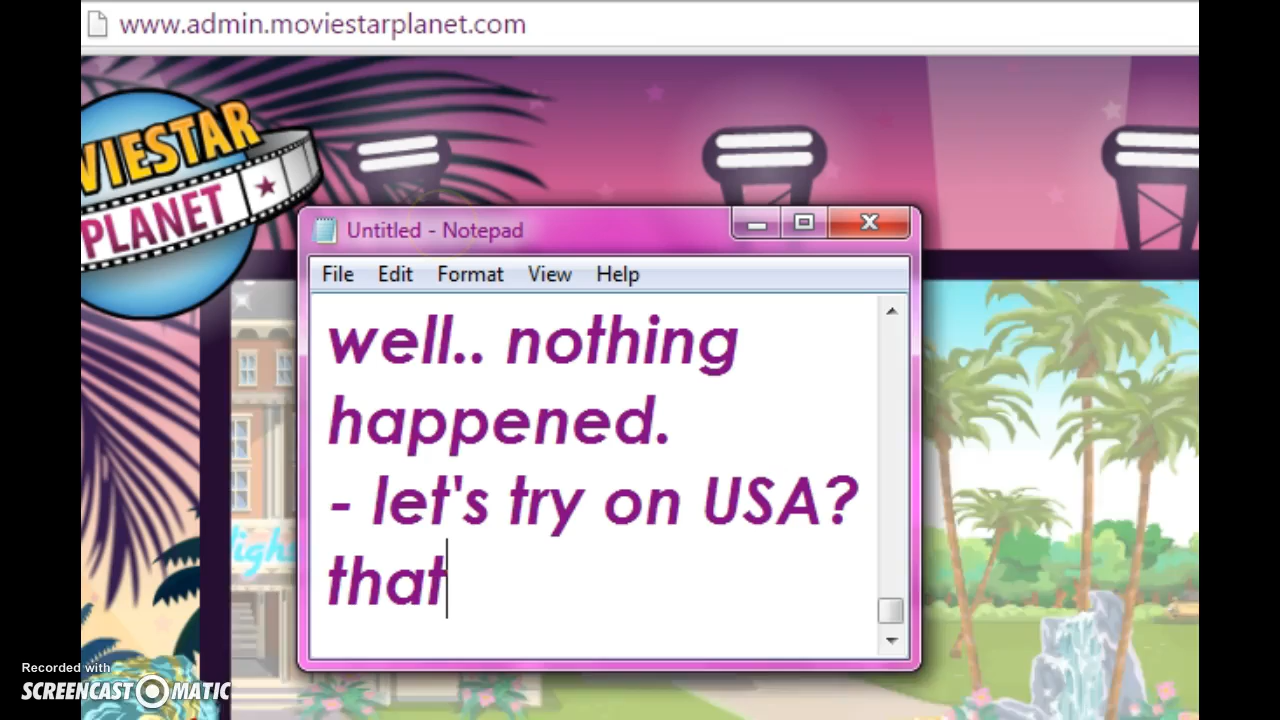 www.admin.moviestarplanet.com
VIESTAR
PLANET
Untitled - Notepad
File Edit Format View Help
well.. nothing
happened.
- let's try on USA?
that
Recorded with
SCREENCAST MATIC